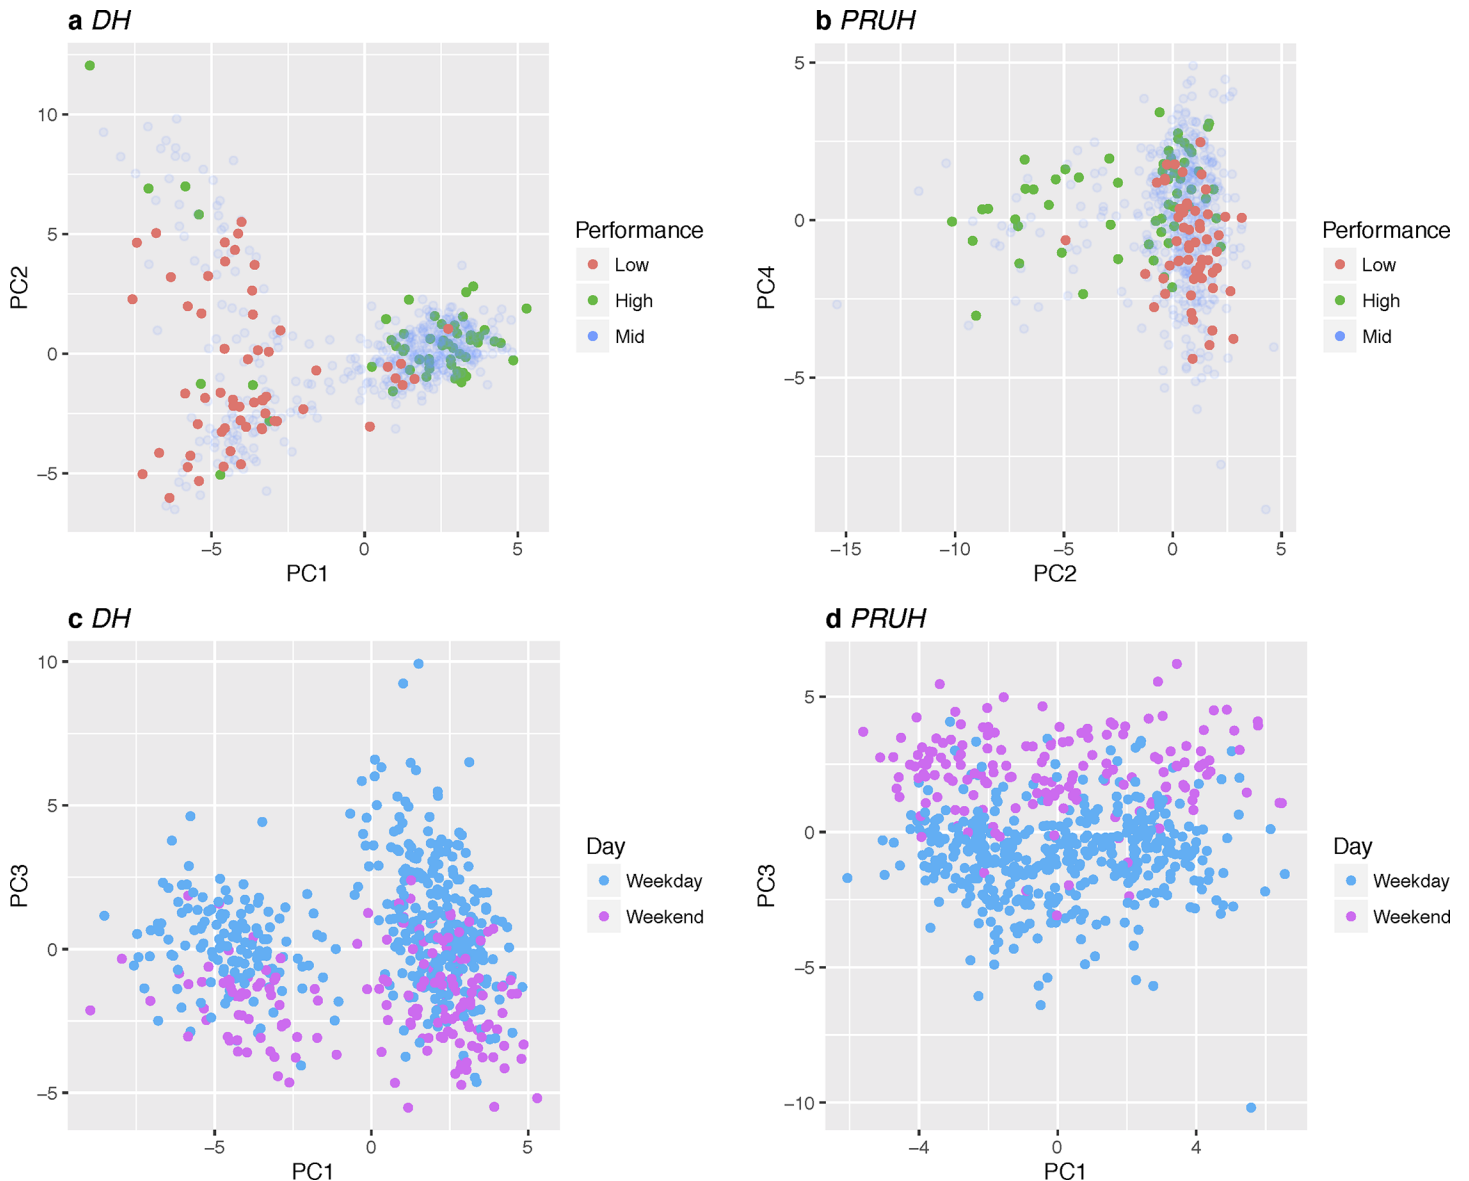 a DH
10
5
0
−5
PC2
−5
0
5
PC1
Performance
Low
High
Mid
b PRUH
5
0
−5
PC4
−15
−10
−5
0
5
PC2
Performance
Low
High
Mid
c DH
10
5
0
−5
PC3
−5
0
5
PC1
Day
Weekday
Weekend
d PRUH
5
0
−5
−10
PC3
−4
0
4
PC1
Day
Weekday
Weekend